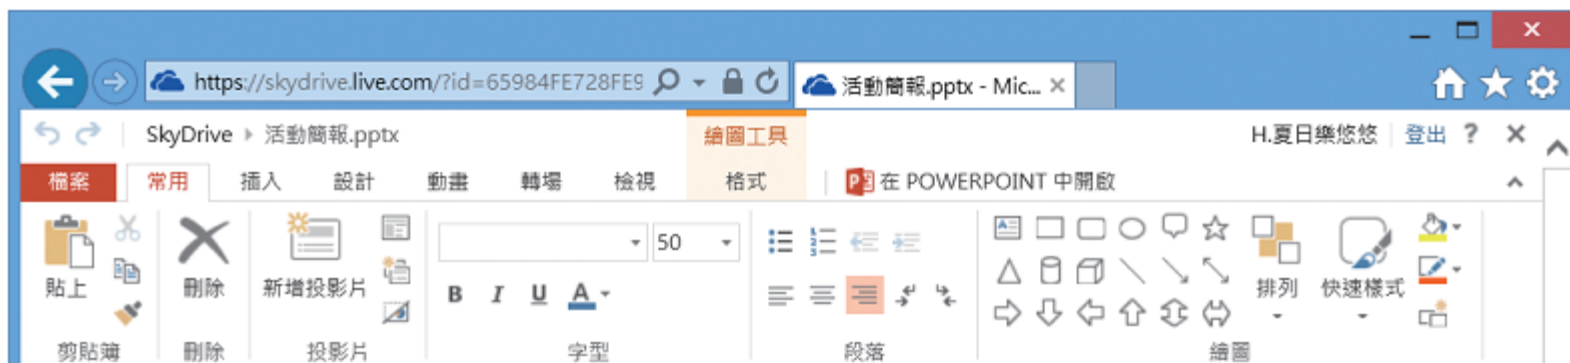 https://skydrive.live.com/?id=65984FE728FE9
活動簡報.pptx - Mic...
SkyDrive 活動簡報.pptx
繪圖工具
H.夏日樂悠悠 登出 ?
檔案 常用 插入 設計 動畫 轉場 檢視 格式 在 POWERPOINT 中開啟
50
貼上 刪除 新增投影片 B I U A 排列 快速樣式
剪貼簿 刪除 投影片 字型 段落 繪圖